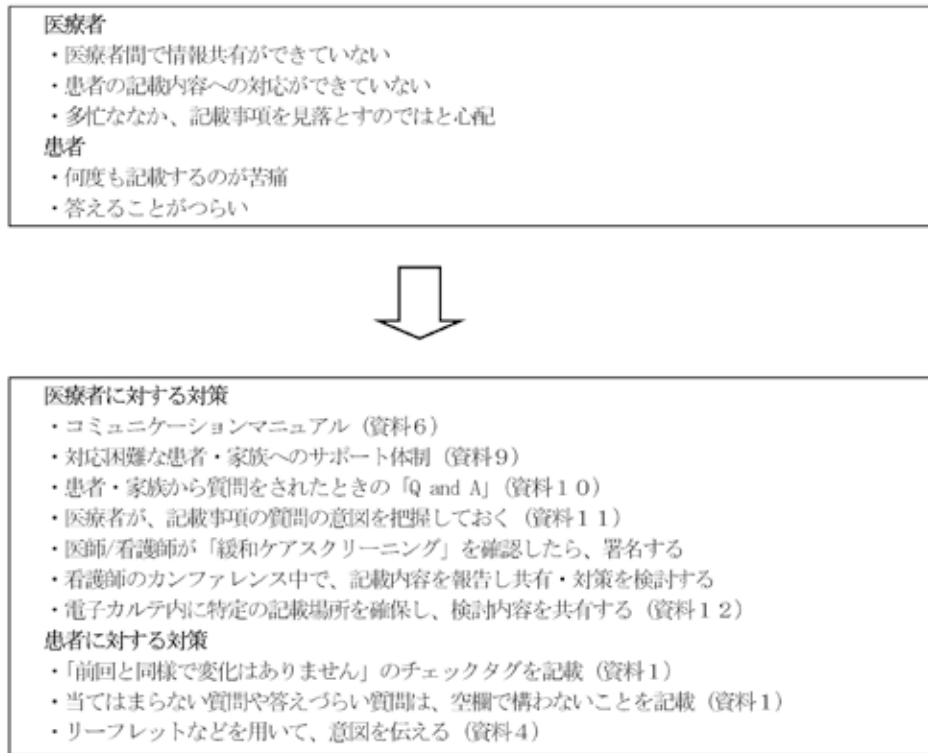 医療者
・医療者間で情報共有ができていない
・患者の記載内容への対応ができていない
・多忙ななか、記載事項を見落とすのではと心配
患者
・何度も記載するのが苦痛
・答えることがつらい
医療者に対する対策
・コミュニケーションマニュアル（資料６）
・対応困難な患者・家族へのサポート体制（資料９）
・患者・家族から質問をされたときの「Q and A」（資料１０）
・医療者が、記載事項の質問の意図を把握しておく（資料１１）
・医師/看護師が「緩和ケアスクリーニング」を確認したら、署名する
・看護師のカンファレンス中で、記載内容を報告し共有・対策を検討する
・電子カルテ内に特定の記載場所を確保し、検討内容を共有する（資料１２）
患者に対する対策
・「前回と同様で変化はありません」のチェックタグを記載（資料１）
・当てはまらない質問や答えづらい質問は、空欄で構わないことを記載（資料１）
・リーフレットなどを用いて、意図を伝える（資料４）